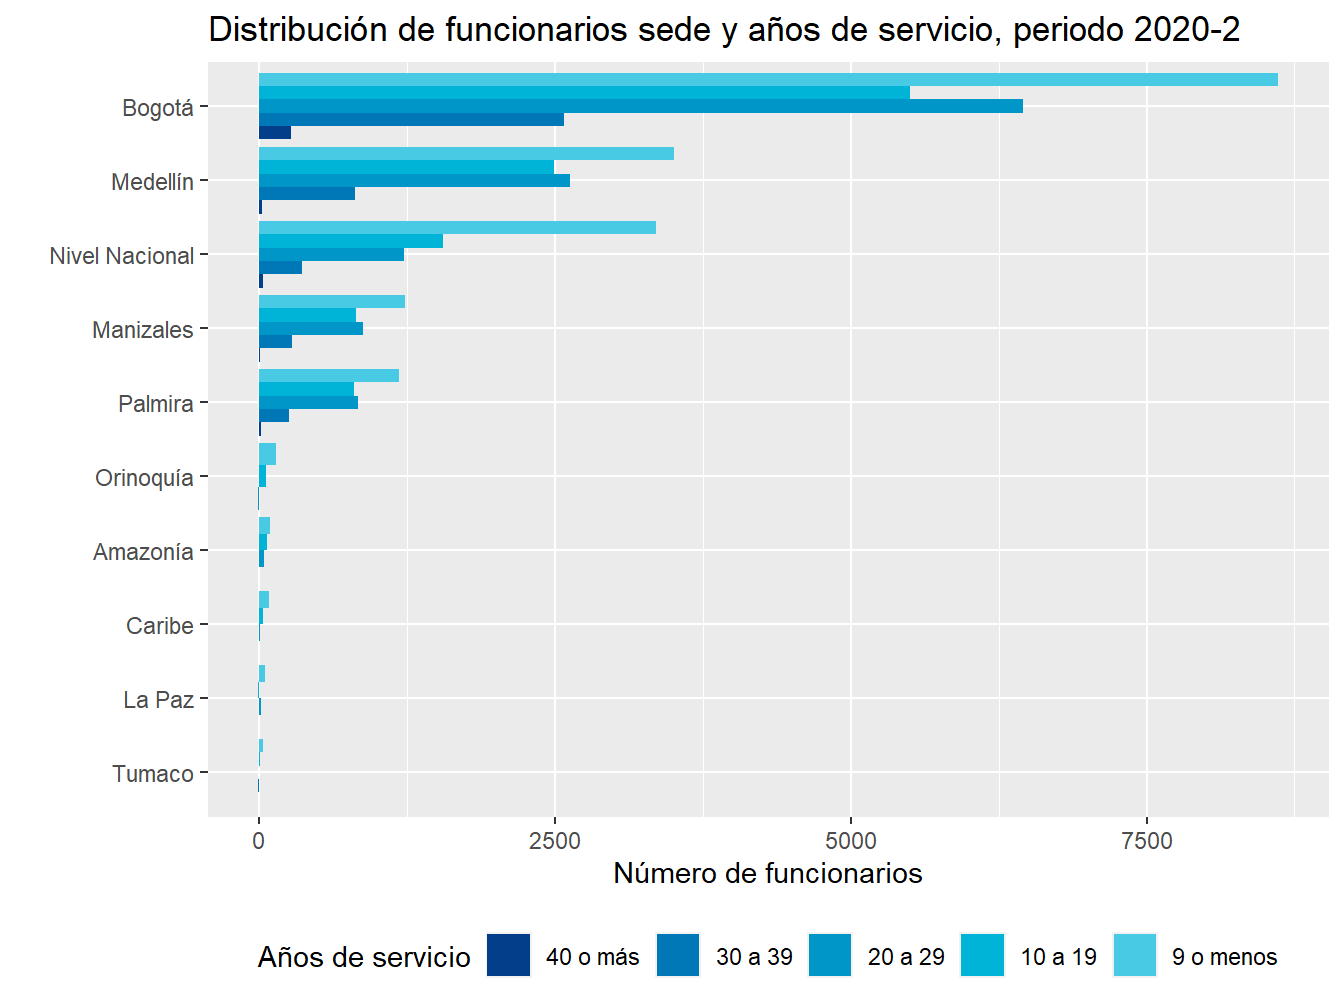 Distribución de funcionarios sede y años de servicio, periodo 2020-2
Bogotá
Medellín
Nivel Nacional
Manizales
Palmira
Orinoquía
Amazonía
Caribe
La Paz
Tumaco
0 2500 5000 7500
Número de funcionarios
Años de servicio 40 o más 30 a 39 20 a 29 10 a 19 9 o menos